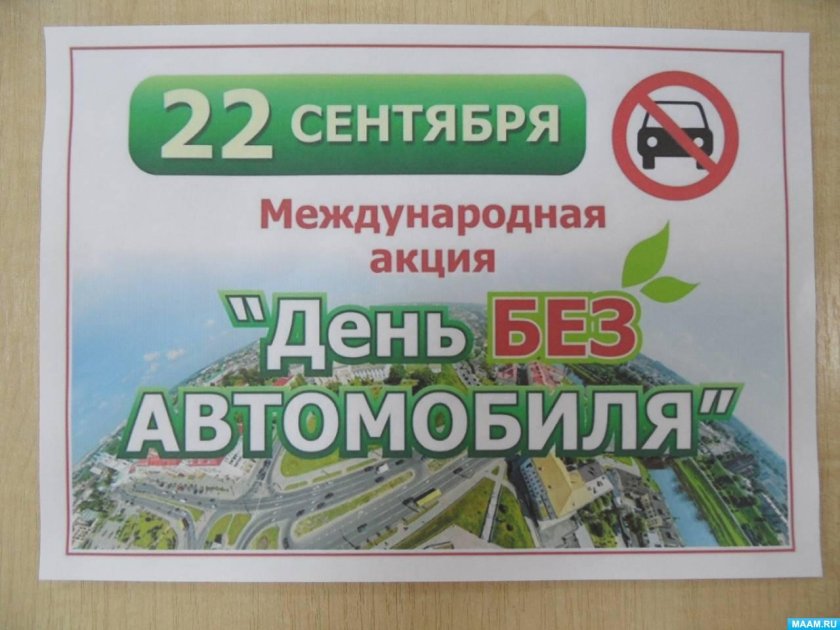 22 СЕНТЯБРЯ
Международная
акция
"День БЕЗ
АВТОМОБИЛЯ"
MAAM.RU